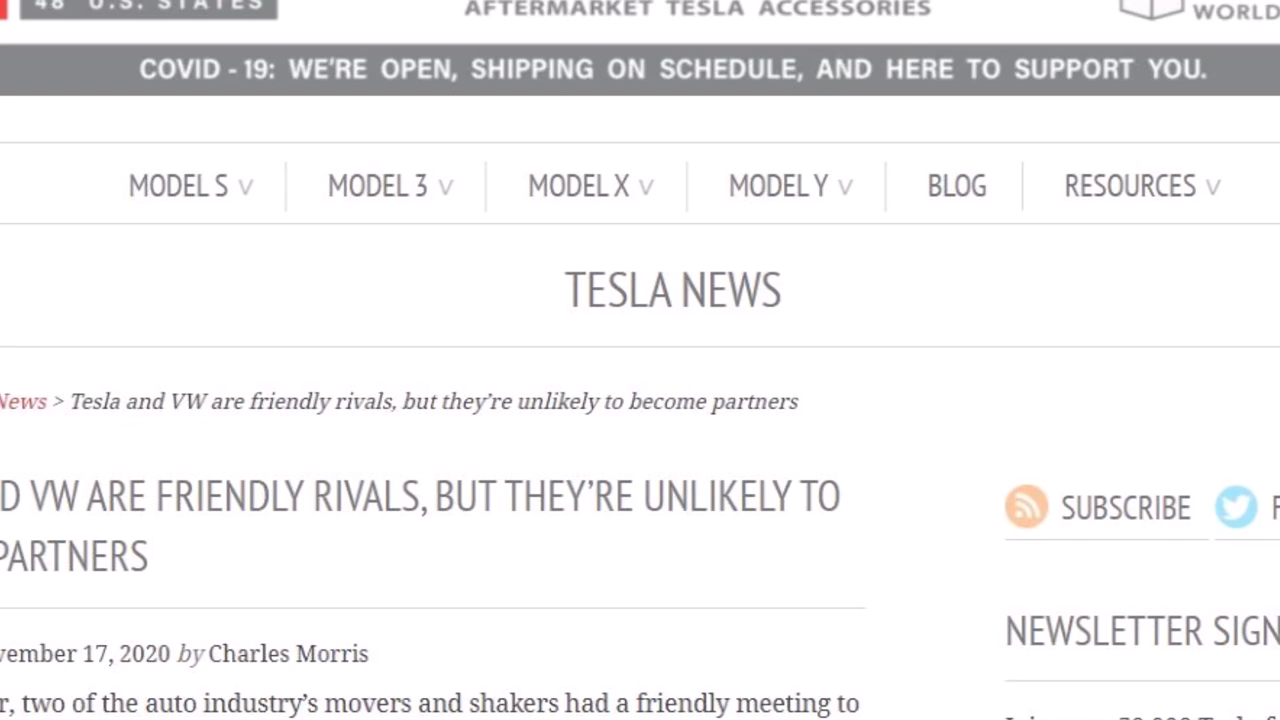 48 U.S. STATES
AFTERMARKET TESLA ACCESSORIES
COVID - 19: WE'RE OPEN, SHIPPING ON SCHEDULE, AND HERE TO SUPPORT YOU.
MODEL S V
MODEL 3 V
MODEL X V
MODEL Y V
BLOG
RESOURCES V
TESLA NEWS
News > Tesla and VW are friendly rivals, but they’re unlikely to become partners
VW ARE FRIENDLY RIVALS, BUT THEY’RE UNLIKELY TO
PARTNERS
SUBSCRIBE
NEWSLETTER
17, 2020 by Charles Morris
two of the auto industry’s movers and shakers had a friendly meeting to